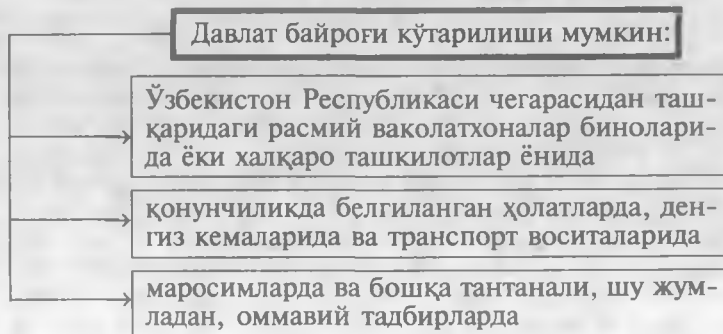 Давлат байроғи кўтарилиши мумкин:
Ўзбекистон Республикаси чегарасидан таш-
қаридаги расмий ваколатхоналар бинолари-
да ёки халқаро ташкилотлар ёнида
қонунчиликда белгиланган ҳолатларда, ден-
гиз кемаларида ва транспорт воситаларида
маросимларда ва бошқа тантанали, шу жум-
ладан, оммавий тадбирларда